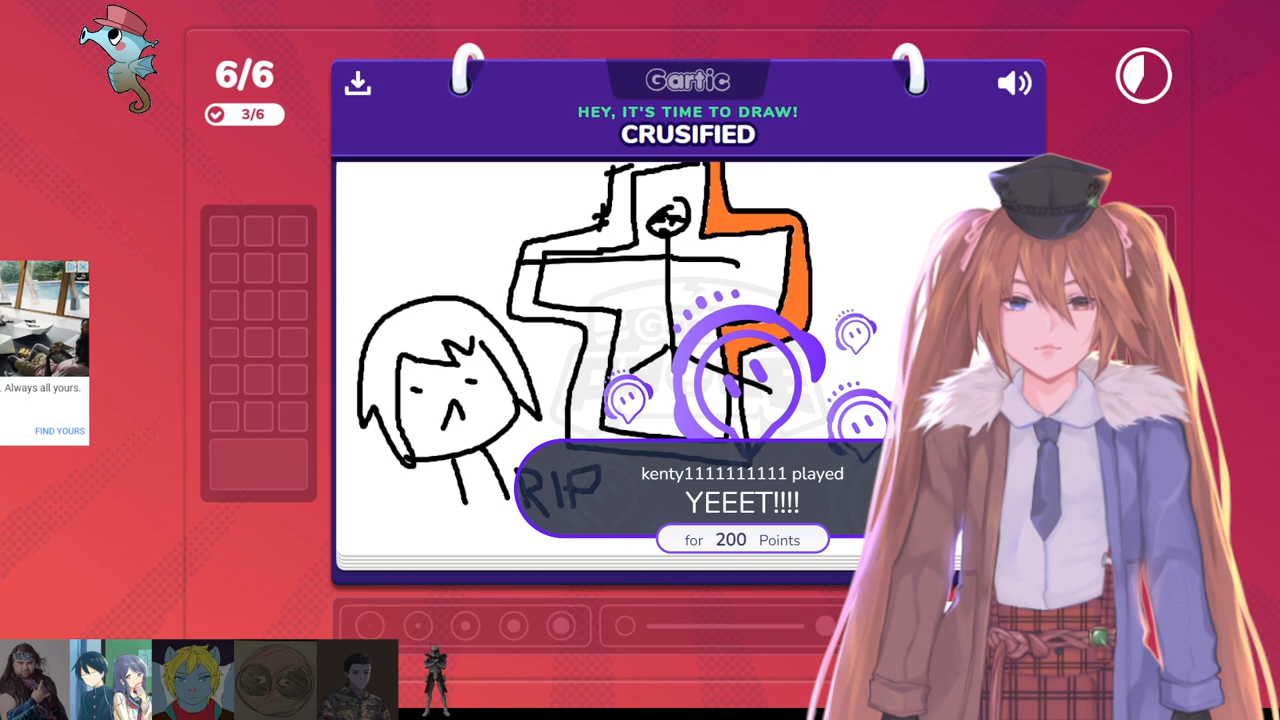 6/6
3/6
Gartic
HEY, IT'S TIME TO DRAW!
CRUSIFIED
. Always all yours.
FIND YOURS
RIP
kenty1111111111 played
YEEET!!!!
for 200 Points